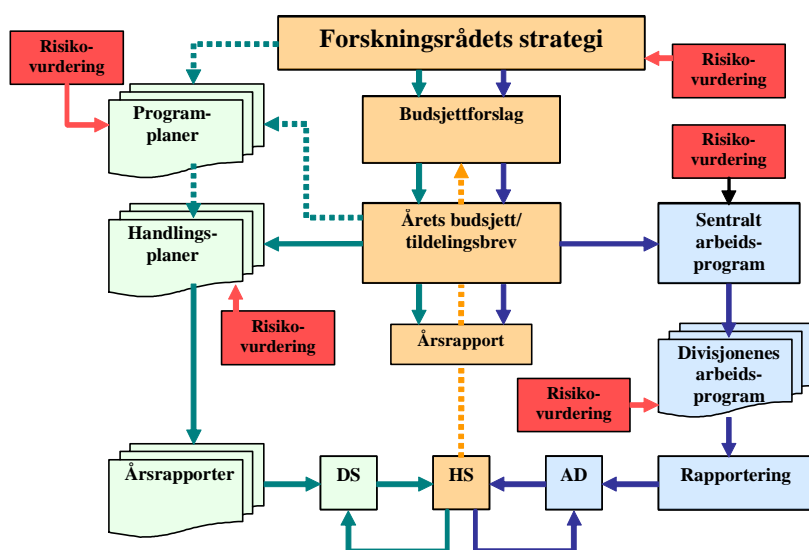 Forskningsrådets strategi
Risiko-
vurdering
Risiko-
vurdering
Program-
planer
Budsjettforslag
Risiko-
vurdering
Handlings-
planer
Årets budsjett/
tildelingsbrev
Sentralt
arbeids-
program
Risiko-
vurdering
Årsrapport
Divisjonenes
arbeids-
program
Risiko-
vurdering
Årsrapporter
DS
HS
AD
Rapportering